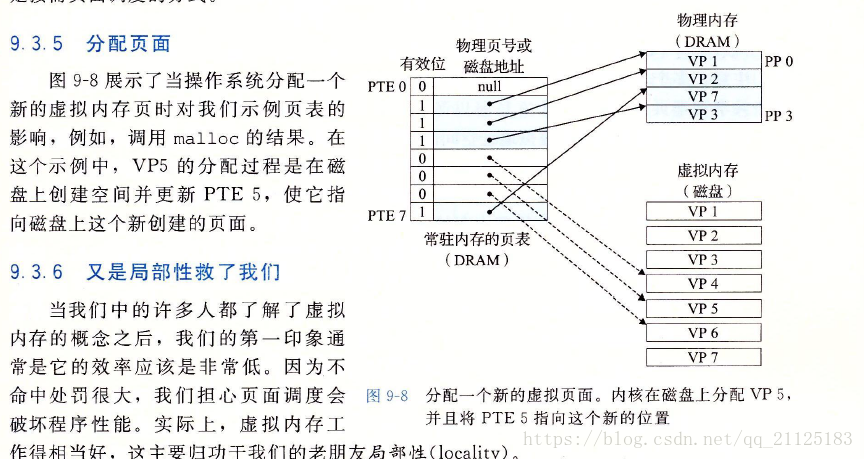 9.3.5 分配页面
图 9-8 展示了当操作系统分配一个
新的虚拟内存页时对我们示例页表的
影响，例如，调用 malloc 的结果。在
这个示例中，VP5 的分配过程是在磁
盘上创建空间并更新 PTE 5，使它指
向磁盘上这个新创建的页面。
9.3.6 又是局部性救了我们
当我们中的许多人都了解了虚拟
内存的概念之后，我们的第一印象通
常是它的效率应该是非常低。因为不
命中处罚很大，我们担心页面调度会
破坏程序性能。实际上，虚拟内存工
作得相当好，这主要归功于我们的老朋友局部性(locality)。
物理页号或
有效位 磁盘地址
PTE 0 0 null
1
1
1
0
0
0
PTE 7 1
常驻内存的页表
（DRAM）
物理内存
（DRAM）
VP 1 PP 0
VP 2
VP 7
VP 3 PP 3
虚拟内存
（磁盘）
VP 1
VP 2
VP 3
VP 4
VP 5
VP 6
VP 7
图 9-8 分配一个新的虚拟页面。内核在磁盘上分配 VP 5，
并且将 PTE 5 指向这个新的位置
https://blog.csdn.net/qq_21125183